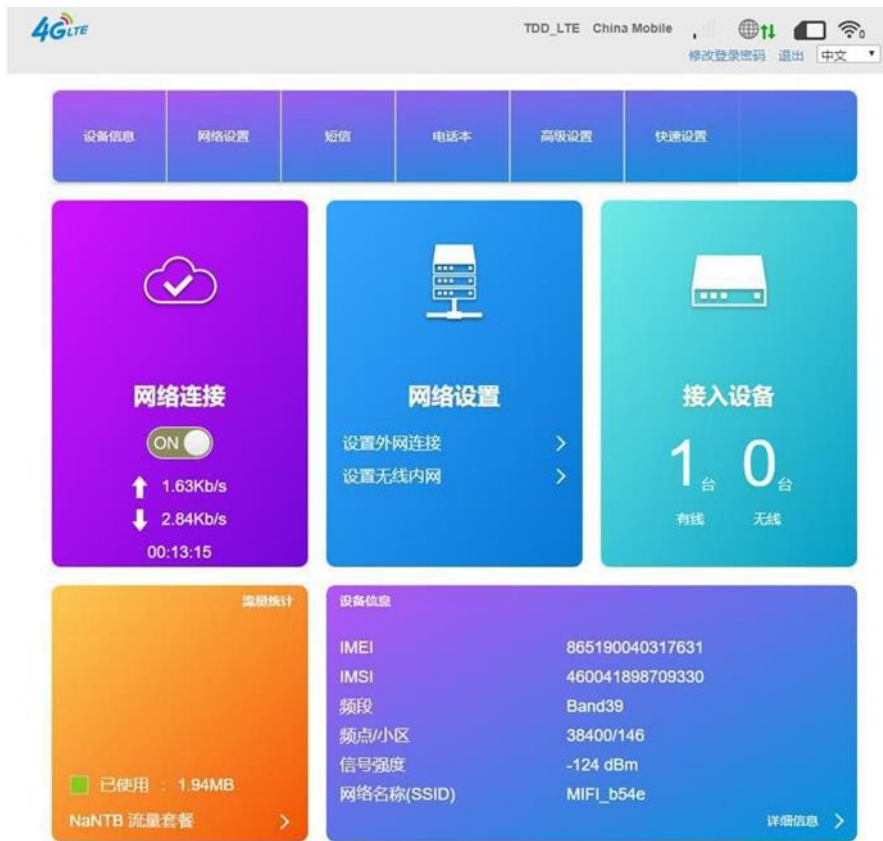 4G LTE
TDD_LTE China Mobile
0
修改登录密码 退出 中文
设备信息 网络设置 短信 电话本 高级设置 快速设置
网络连接
ON
1.63Kb/s
2.84Kb/s
00:13:15
网络设置
设置外网连接
设置无线内网
接入设备
1台 0台
有线 无线
流量统计
已使用 : 1.94MB
NaNTB 流量套餐
设备信息
IMEI 865190040317631
IMSI 460041898709330
频段 Band39
频点/小区 38400/146
信号强度 -124 dBm
网络名称(SSID) MIFI_b54e
详细信息